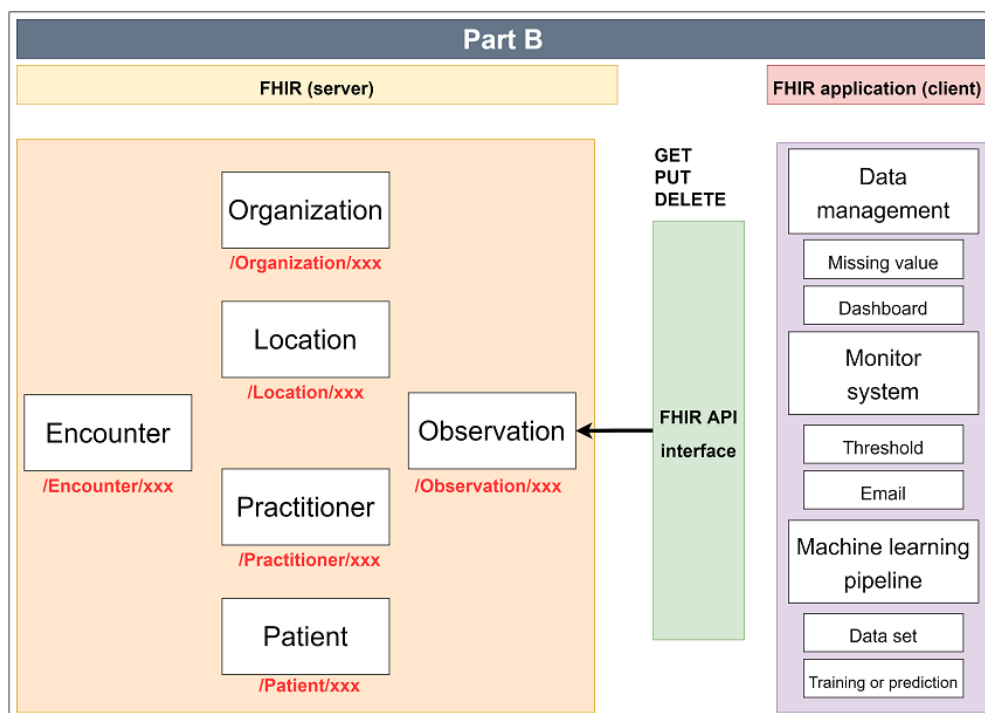 Part B
FHIR (server)
FHIR application (client)
Organization
/Organization/xxx
Location
/Location/xxx
Encounter
/Encounter/xxx
Observation
/Observation/xxx
Practitioner
/Practitioner/xxx
Patient
/Patient/xxx
GET
PUT
DELETE
FHIR API
interface
Data
management
Missing value
Dashboard
Monitor
system
Threshold
Email
Machine learning
pipeline
Data set
Training or prediction